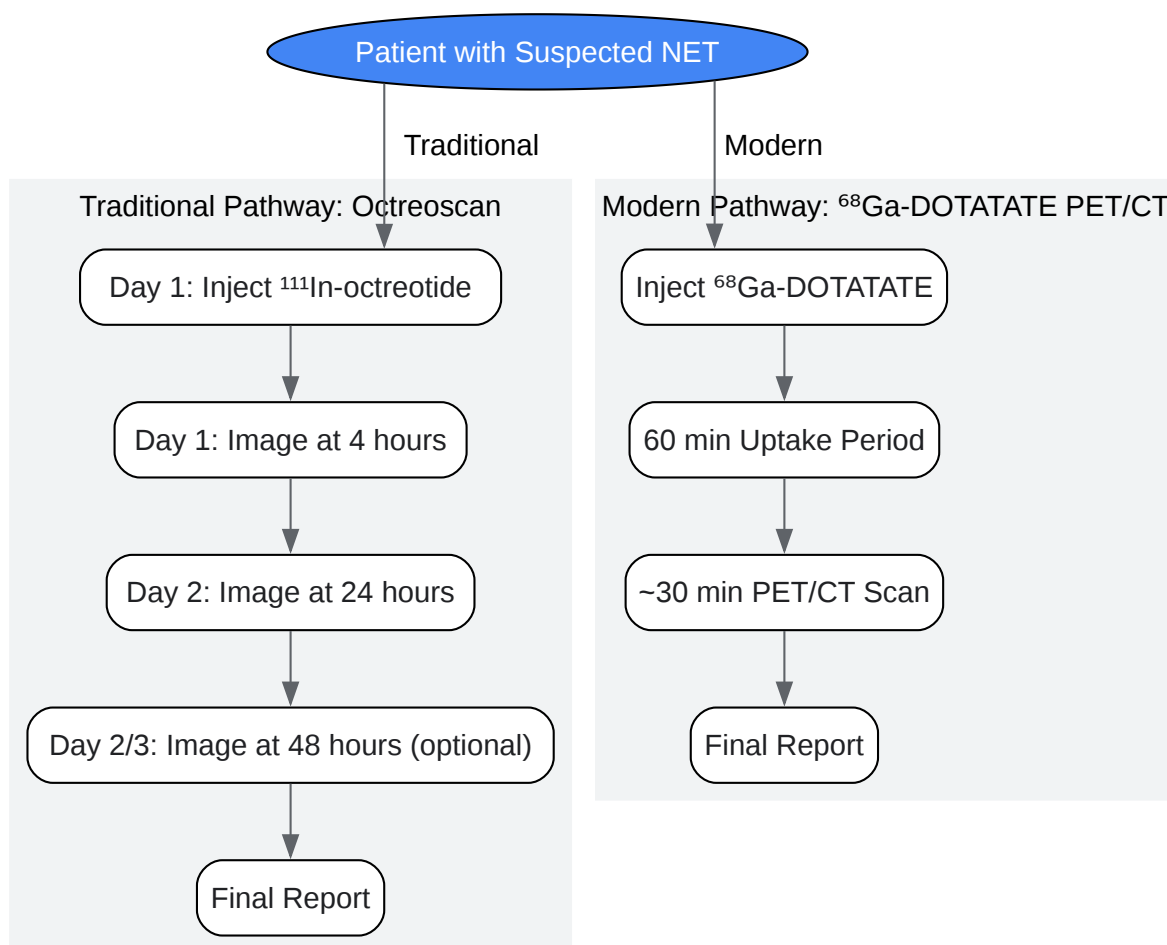 Patient with Suspected NET
Traditional
Modern
Traditional Pathway: Octreoscan
Day 1: Inject ¹¹¹In-octreotide
Day 1: Image at 4 hours
Day 2: Image at 24 hours
Day 2/3: Image at 48 hours (optional)
Final Report
Modern Pathway: ⁶⁸Ga-DOTATATE PET/CT
Inject ⁶⁸Ga-DOTATATE
60 min Uptake Period
~30 min PET/CT Scan
Final Report